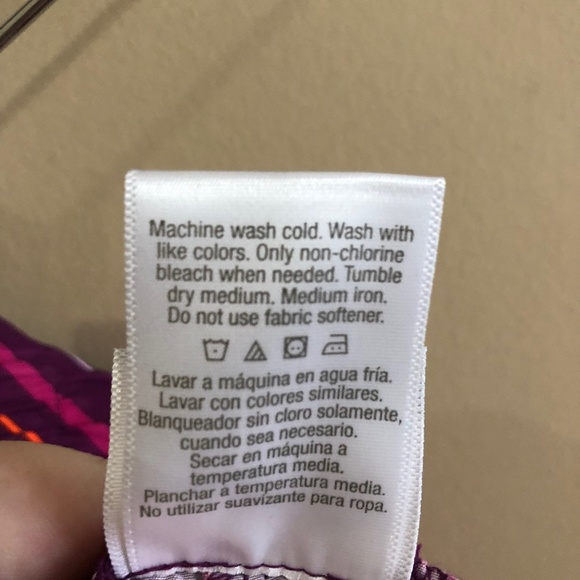 Machine wash cold. Wash with
like colors. Only non-chlorine
bleach when needed. Tumble
dry medium. Medium iron.
Do not use fabric softener.
Lavar a máquina en agua fría.
Lavar con colores similares.
Blanqueador sin cloro solamente,
cuando sea necesario.
Secar en máquina a
temperatura media.
Planchar a temperatura media.
No utilizar suavizante para ropa.